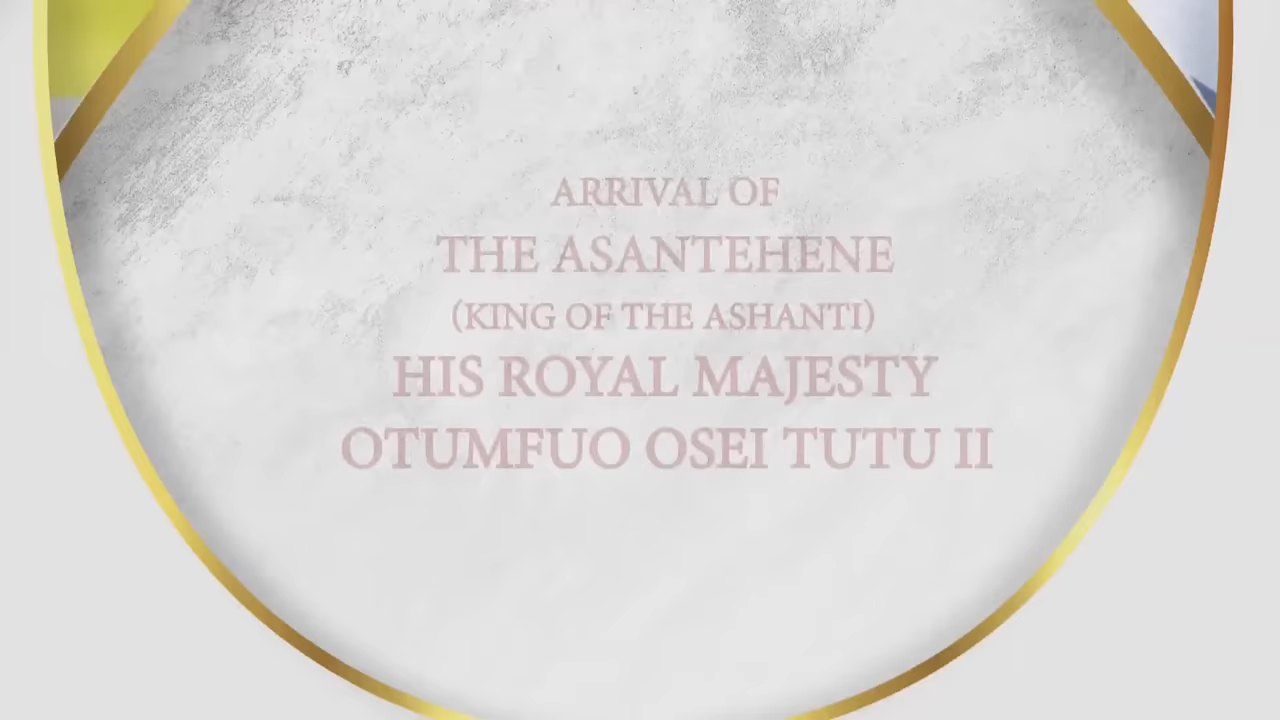 ARRIVAL OF
THE ASANTEHENE
(KING OF THE ASHANTI)
HIS ROYAL MAJESTY
OTUMFUO OSEI TUTU II